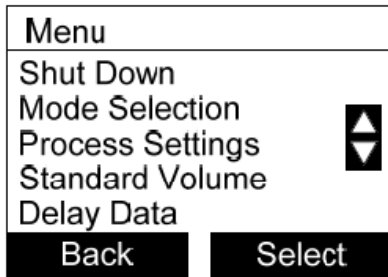 Menu
Shut Down
Mode Selection
Process Settings
Standard Volume
Delay Data
Back Select